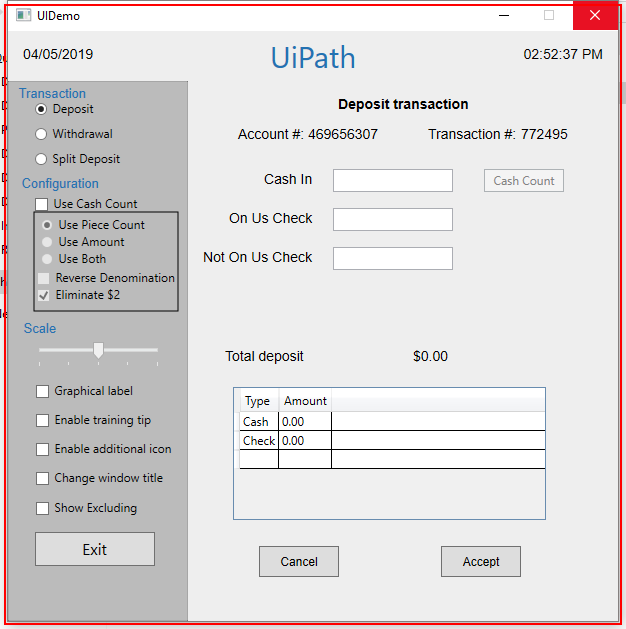 UIDemo
04/05/2019
UiPath
02:52:37 PM
Transaction
Deposit
Withdrawal
Split Deposit
Configuration
Use Cash Count
Use Piece Count
Use Amount
Use Both
Reverse Denomination
Eliminate $2
Scale
Graphical label
Enable training tip
Enable additional icon
Change window title
Show Excluding
Exit
Deposit transaction
Account #: 469656307 Transaction #: 772495
Cash In
Cash Count
On Us Check
Not On Us Check
Total deposit $0.00
Type Amount
Cash 0.00
Check 0.00
Cancel Accept